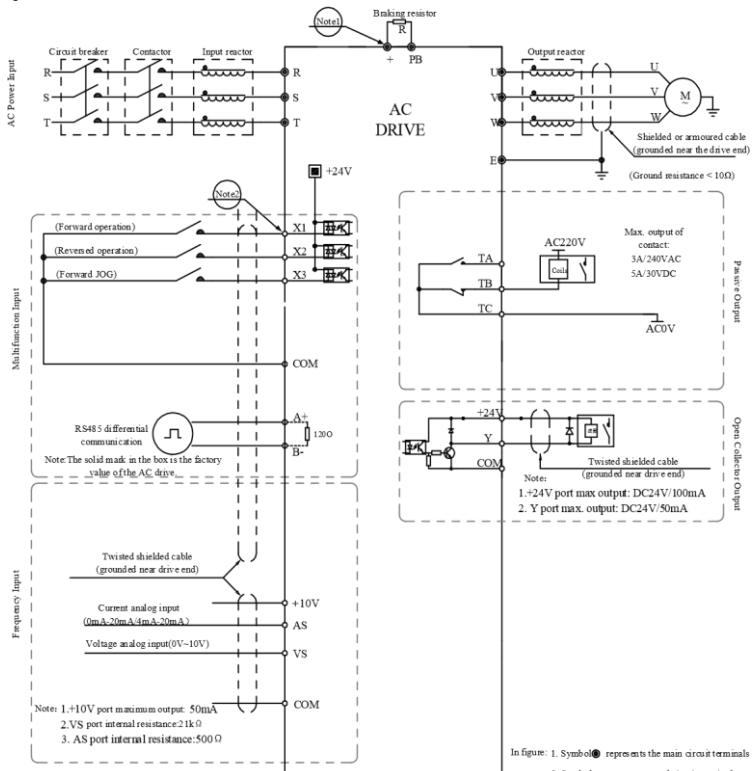 Note1
Braking resistor
R
+ PB
AC Power Input
Circuit breaker
Contactor
Input reactor
R
S
T
R
S
T
AC
DRIVE
U
V
W
E
Output reactor
U
V
W
M
~
Shielded or armoured cable
(grounded near the drive end)
(Ground resistance < 10Ω)
+24V
Note2
Multifunction Input
(Forward operation)
X1
(Reversed operation)
X2
(Forward JOG)
X3
COM
RS485 differential
communication
A+
120Ω
B-
Note:The solid mark in the box is the factory
value of the AC drive.
Passive Output
TA
TB
TC
AC220V
Coils
AC0V
Max. output of
contact:
3A/240VAC
5A/30VDC
Open Collector Output
+24V
Y
COM
Twisted shielded cable
(grounded near drive end)
Note:
1.+24V port max output: DC24V/100mA
2. Y port max. output: DC24V/50mA
Frequency Input
Twisted shielded cable
(grounded near drive end)
+10V
Current analog input
(0mA-20mA/4mA-20mA)
AS
Voltage analog input(0V~10V)
VS
COM
Note: 1.+10V port maximum output: 50mA
2.VS port internal resistance:21kΩ
3. AS port internal resistance:500Ω
In figure: 1. Symbol represents the main circuit terminals